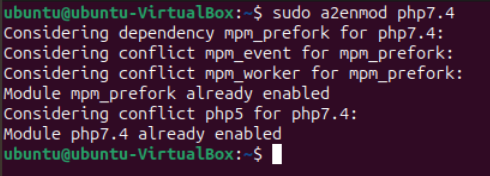 ubuntu@ubuntu-VirtualBox:~$ sudo a2enmod php7.4
Considering dependency mpm_prefork for php7.4:
Considering conflict mpm_event for mpm_prefork:
Considering conflict mpm_worker for mpm_prefork:
Module mpm_prefork already enabled
Considering conflict php5 for php7.4:
Module php7.4 already enabled
ubuntu@ubuntu-VirtualBox:~$